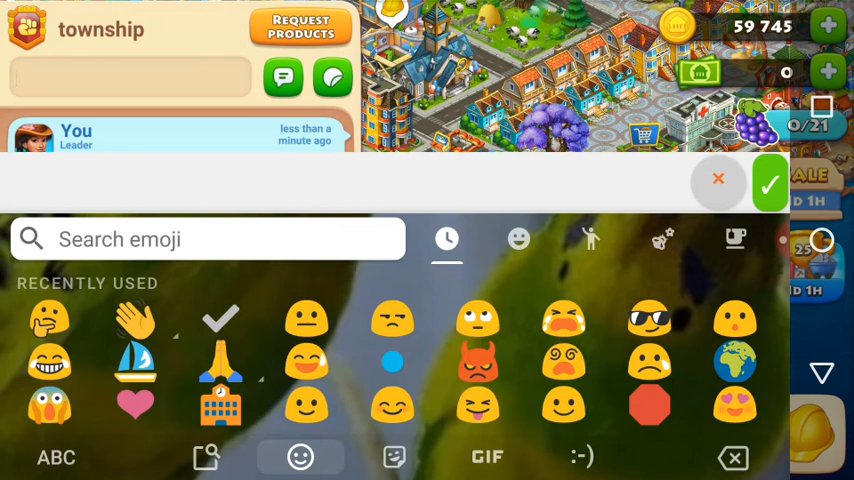 township
REQUEST
PRODUCTS
59 745
0
You
Leader
less than a
minute ago
0/21
ALE
1H
25
ND 1H
Search emoji
RECENTLY USED
ABC
GIF
:-)